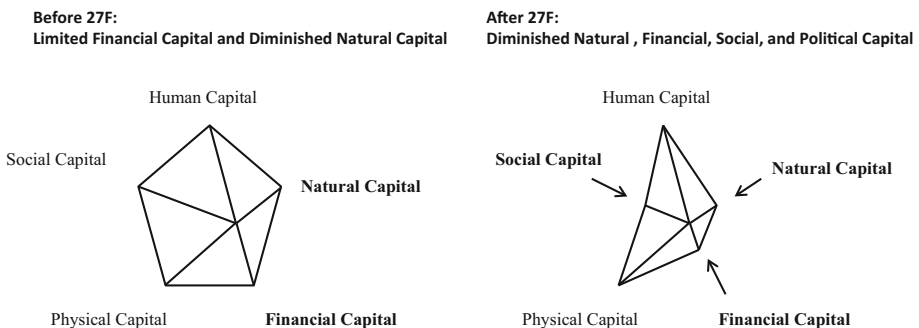 Before 27F:
Limited Financial Capital and Diminished Natural Capital
Human Capital
Social Capital
Natural Capital
Physical Capital
Financial Capital
After 27F:
Diminished Natural , Financial, Social, and Political Capital
Human Capital
Social Capital
Natural Capital
Physical Capital
Financial Capital